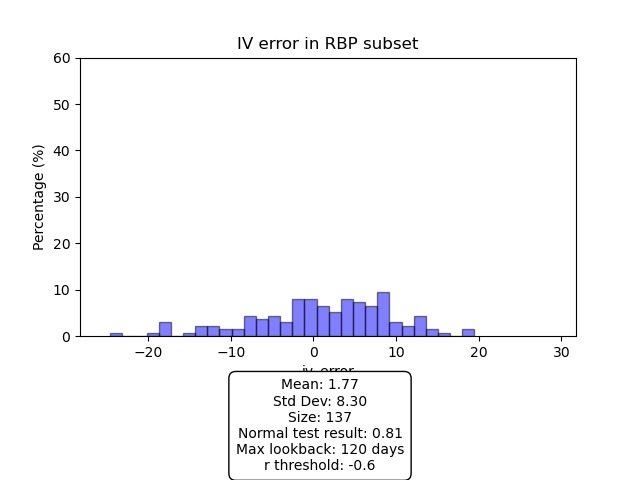 IV error in RBP subset
Percentage (%)
60
50
40
30
20
10
0
−20
−10
0
10
20
30
iv_error
Mean: 1.77
Std Dev: 8.30
Size: 137
Normal test result: 0.81
Max lookback: 120 days
r threshold: -0.6